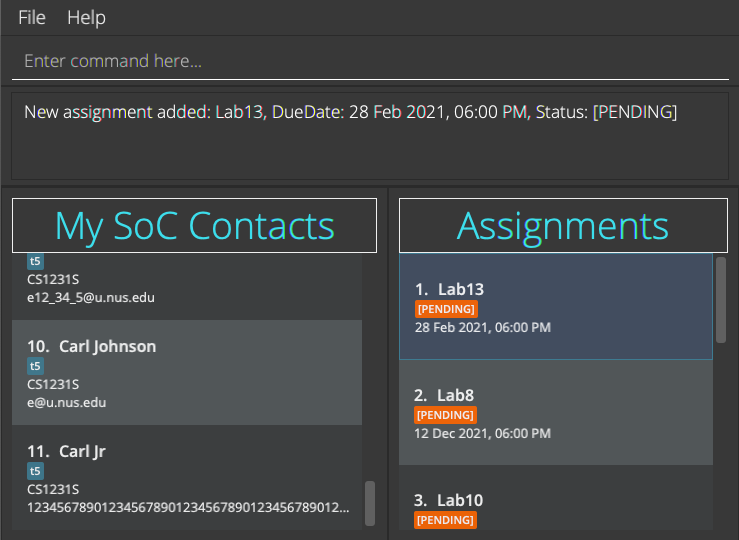 File Help
Enter command here...
New assignment added: Lab13, DueDate: 28 Feb 2021, 06:00 PM, Status: [PENDING]
My SoC Contacts
t5
CS1231S
e12_34_5@u.nus.edu
10. Carl Johnson
t5
CS1231S
e@u.nus.edu
11. Carl Jr
t5
CS1231S
1234567890123456789012345678901234567890 12...
Assignments
1. Lab13
[PENDING]
28 Feb 2021, 06:00 PM
2. Lab8
[PENDING]
12 Dec 2021, 06:00 PM
3. Lab10
[PENDING]